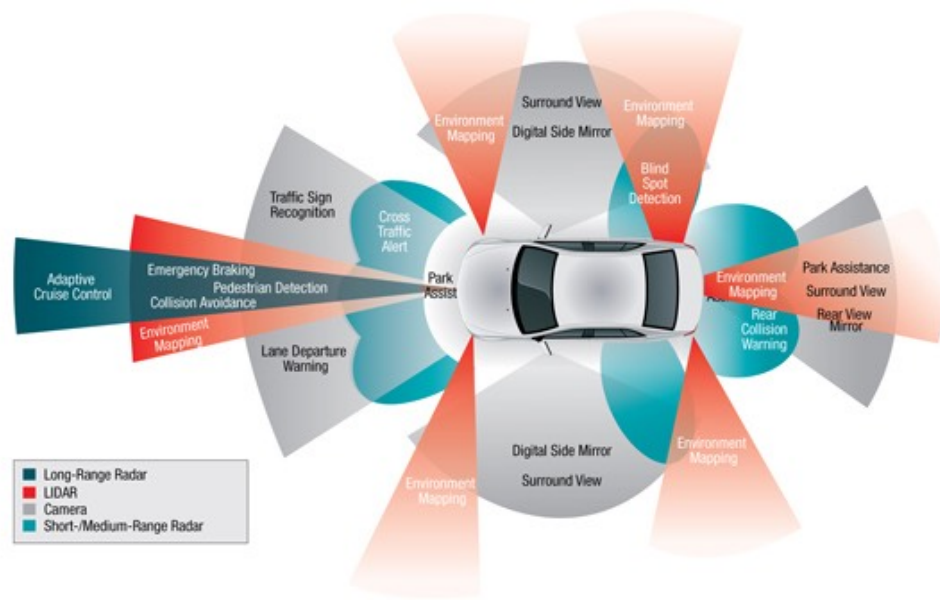 Environment
Mapping
Surround View
Digital Side Mirror
Environment
Mapping
Blind
Spot
Detection
Traffic Sign
Recognition
Cross
Traffic
Alert
Adaptive
Cruise Control
Emergency Braking
Pedestrian Detection
Collision Avoidance
Environment
Mapping
Lane Departure
Warning
Park
Assist
Environment
Mapping
Rear
Collision
Warning
Park Assistance
Surround View
Rear View
Mirror
Digital Side Mirror
Surround View
Environment
Mapping
Environment
Mapping
Long-Range Radar
LIDAR
Camera
Short-/Medium-Range Radar